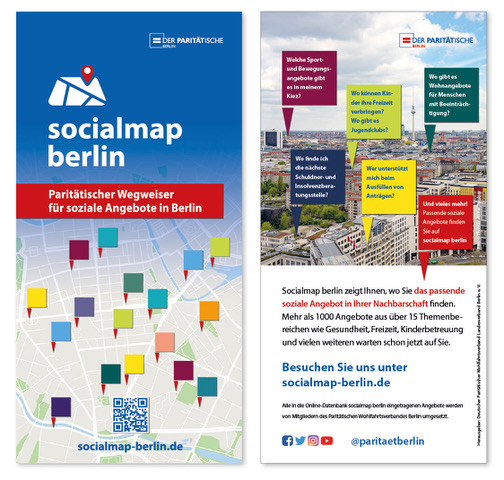 DER PARITÄTISCHE
BERLIN
socialmap
berlin
Paritätischer Wegweiser
für soziale Angebote in Berlin
socialmap-berlin.de
DER PARITÄTISCHE
BERLIN
Welche Sport-
und Bewegungs-
angebote gibt
es in meinem
Kiez?
Wo können Kin-
der ihre Freizeit
verbringen?
Wo gibt es
Jugendclubs?
Wo gibt es
Wohnangebote
für Menschen
mit Beeinträch-
tigung?
Wo finde ich
die nächste
Schuldner- und
Insolvenzbera-
tungsstelle?
Wer unterstützt
mich beim
Ausfüllen von
Anträgen?
Und vieles mehr!
Passende soziale
Angebote finden
Sie auf
socialmap berlin
Socialmap berlin zeigt Ihnen, wo Sie das passende
soziale Angebot in Ihrer Nachbarschaft finden.
Mehr als 1000 Angebote aus über 15 Themenbe-
reichen wie Gesundheit, Freizeit, Kinderbetreuung
und vielen weiteren warten schon jetzt auf Sie.
Besuchen Sie uns unter
socialmap-berlin.de
Alle in die Online-Datenbank socialmap berlin eingetragenen Angebote werden
von Mitgliedern des Paritätischen Wohlfahrtsverbandes Berlin umgesetzt.
@paritaetberlin
Herausgeber: Deutscher Paritätischer Wohlfahrtsverband Landesverband Berlin e. V.